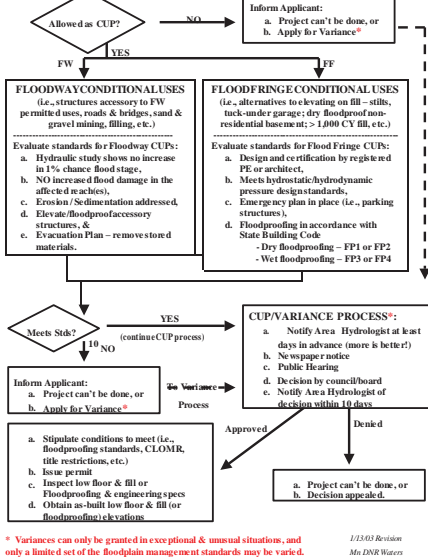 Allowed as CUP?
NO
Inform Applicant:
a. Project can't be done, or
b. Apply for Variance*
YES
FW
FF
FLOODWAY CONDITIONAL USES
(i.e., structures accessory to FW
permitted uses, roads & bridges, sand &
gravel mining, filling, etc.)
Evaluate standards for Floodway CUPs:
a. Hydraulic study shows no increase
in 1% chance flood stage,
b. NO increased flood damage in the
affected reach(es),
c. Erosion / Sedimentation addressed,
d. Elevate/floodproof accessory
structures, &
e. Evacuation Plan – remove stored
materials.
FLOOD FRINGE CONDITIONAL USES
(i.e., alternatives to elevating on fill – stilts,
tuck-under garage; dry floodproof non-
residential basement; > 1,000 CY fill, etc.)
Evaluate standards for Flood Fringe CUPs:
a. Design and certification by registered
PE or architect,
b. Meets hydrostatic/hydrodynamic
pressure design standards,
c. Emergency plan in place (i.e., parking
structures),
d. Floodproofing in accordance with
State Building Code
- Dry floodproofing – FP1 or FP2
- Wet floodproofing – FP3 or FP4
Meets Stds?
YES
(continue CUP process)
10
NO
CUP/VARIANCE PROCESS*:
a. Notify Area Hydrologist at least
days in advance (more is better!)
b. Newspaper notice
c. Public Hearing
d. Decision by council/board
e. Notify Area Hydrologist of
decision within 10 days
Inform Applicant:
a. Project can't be done, or
b. Apply for Variance*
To Variance
Process
Approved
Denied
a. Stipulate conditions to meet (i.e.,
floodproofing standards, CLOMR,
title restrictions, etc.)
b. Issue permit
c. Inspect low floor & fill or
Floodproofing & engineering specs
d. Obtain as-built low floor & fill (or
floodproofing) elevations
a. Project can't be done, or
b. Decision appealed.
* Variances can only be granted in exceptional & unusual situations, and
only a limited set of the floodplain management standards may be varied.
1/13/03 Revision
Mn DNR Waters